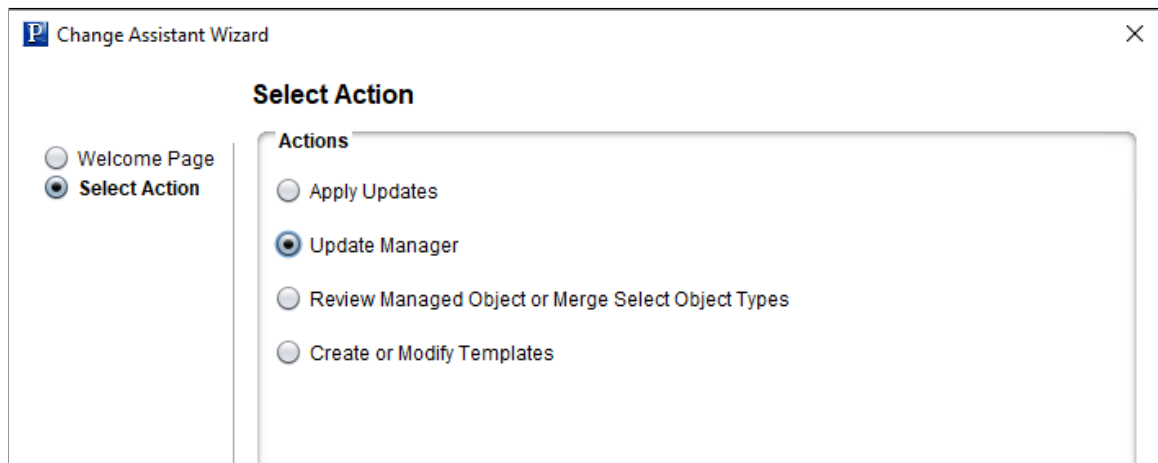 P Change Assistant Wizard
Select Action
Welcome Page
Select Action
Actions
Apply Updates
Update Manager
Review Managed Object or Merge Select Object Types
Create or Modify Templates